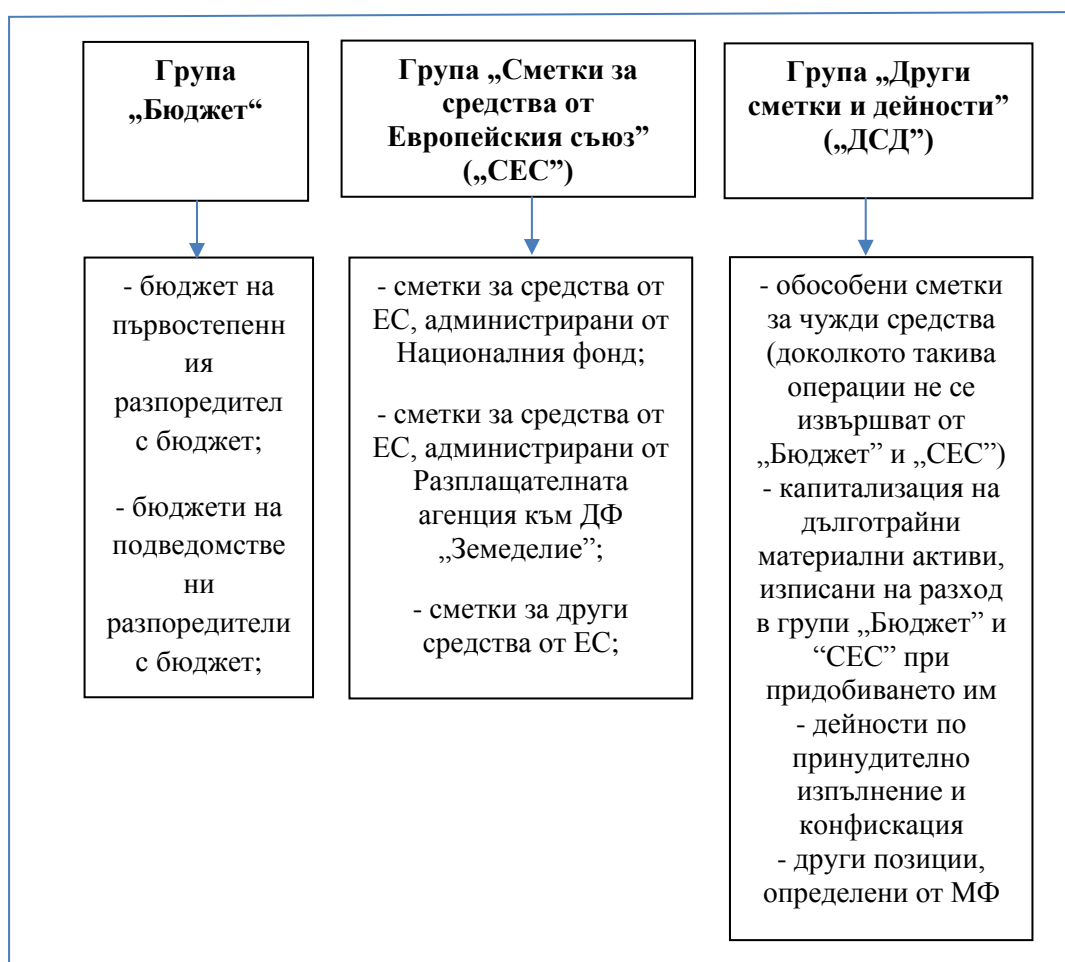 Група
„Бюджет“
- бюджет на
първостепенн
ия
разпоредител
с бюджет;
- бюджети на
подведомстве
ни
разпоредители
с бюджет;
Група „Сметки за
средства от
Европейския съюз”
(„СЕС”)
- сметки за средства от
ЕС, администрирани от
Националния фонд;
- сметки за средства от
ЕС, администрирани от
Разплащателната
агенция към ДФ
„Земеделие”;
- сметки за други
средства от ЕС;
Група „Други
сметки и дейности”
(„ДСД”)
- обособени сметки
за чужди средства
(доколкото такива
операции не се
извършват от
„Бюджет” и „СЕС”)
- капитализация на
дълготрайни
материални активи,
изписани на разход
в групи „Бюджет” и
“СЕС” при
придобиването им
- дейности по
принудително
изпълнение и
конфискация
- други позиции,
определени от МФ